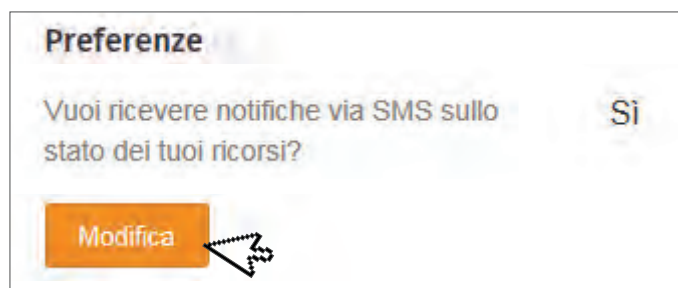 Preferenze
Vuoi ricevere notifiche via SMS sullo
Sì
stato dei tuoi ricorsi?
Modifica